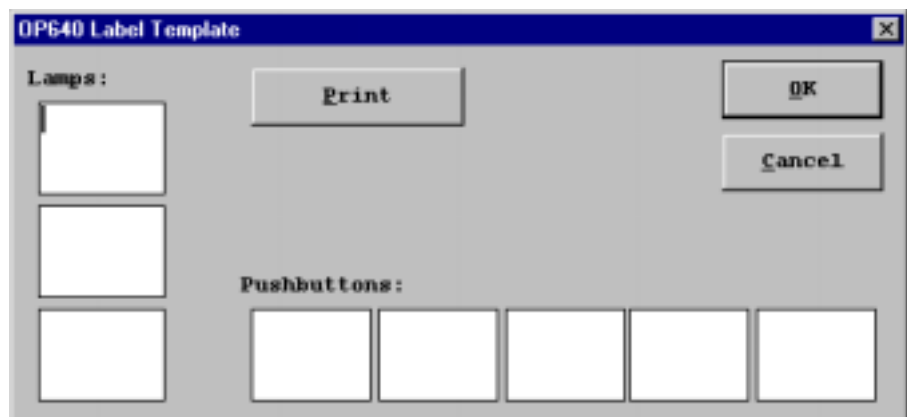 OP640 Label Template
Lamps:
Print
OK
Cancel
Pushbuttons: